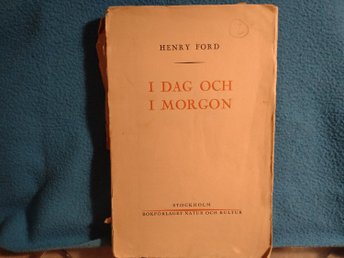 HENRY FORD
I DAG OCH
I MORGON
STOCKHOLM
BOKFÖRLAGET NATUR OCH KULTUR